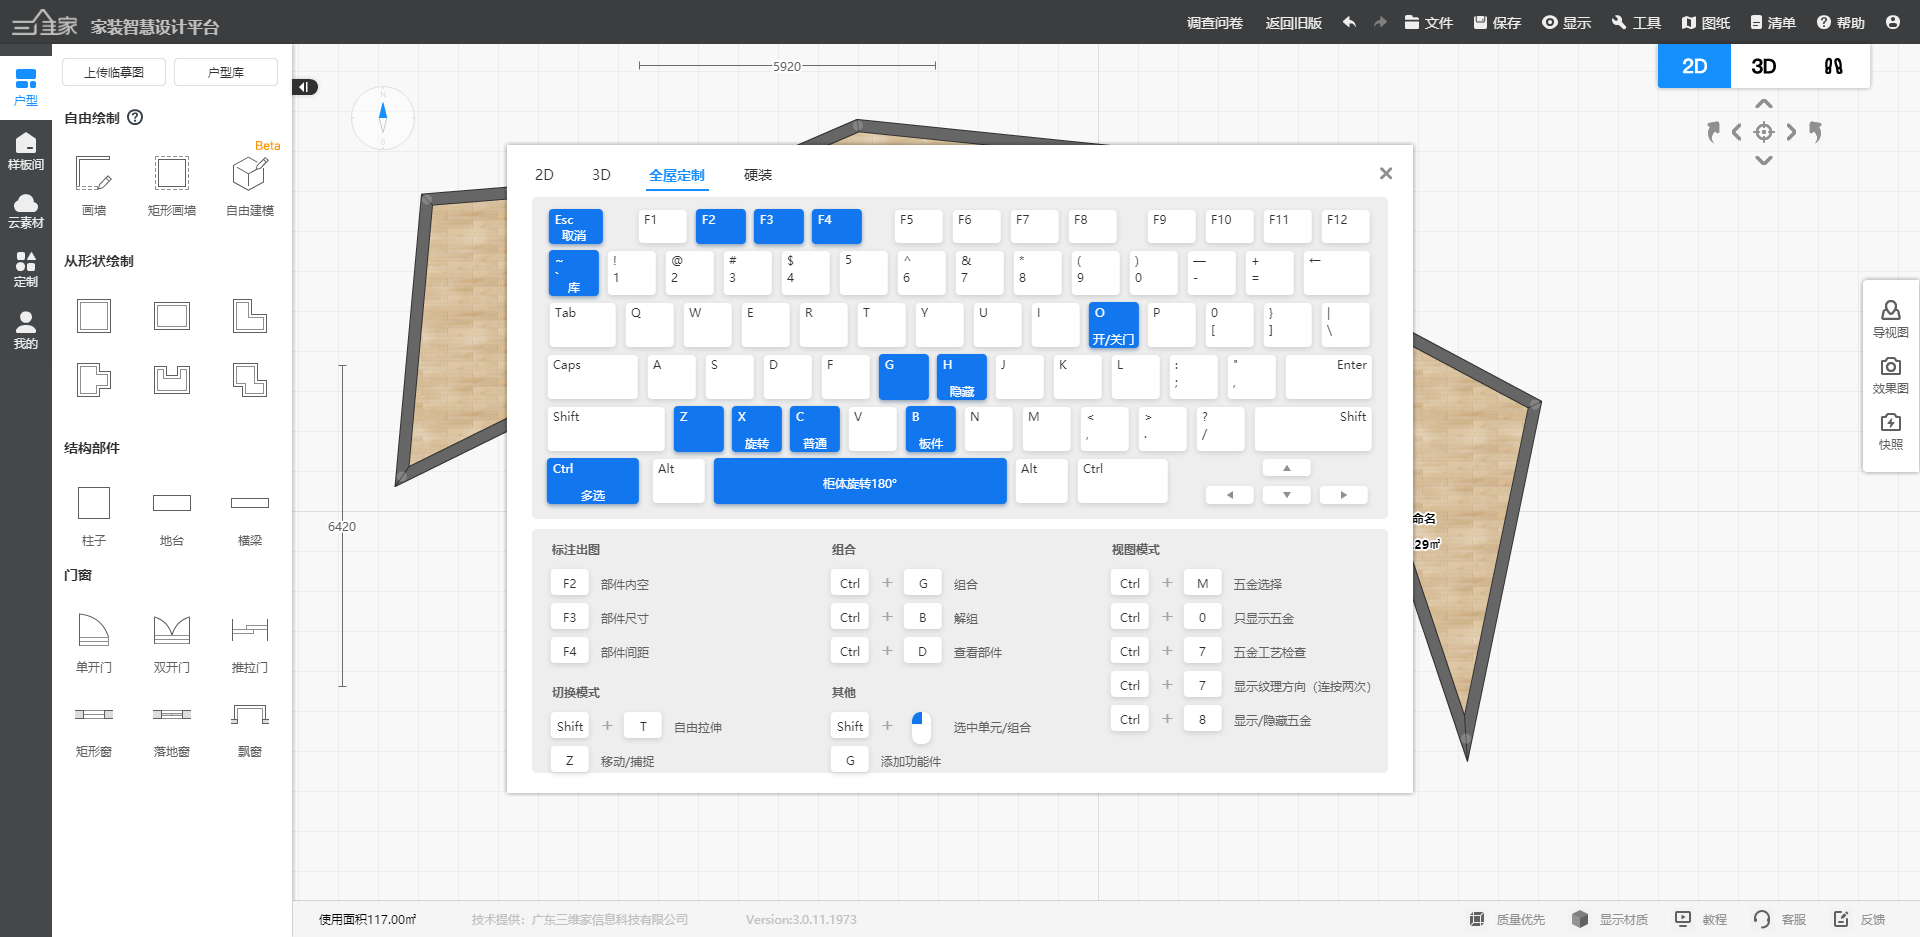 三维家 家装智慧设计平台
调查问卷 返回旧版 文件 保存 显示 工具 图纸 清单 帮助
户型
样板间
云素材
定制
我的
上传临摹图 户型库
自由绘制
Beta
画墙 矩形画墙 自由建模
从形状绘制
结构部件
柱子 地台 横梁
门窗
单开门 双开门 推拉门
矩形窗 落地窗 飘窗
N
S
5920
6420
2D 3D
导视图
效果图
快照
命名
29㎡
2D 3D 全屋定制 硬装
Esc F1 F2 F3 F4 F5 F6 F7 F8 F9 F10 F11 F12
取消
~ ! @ # $ 5 ^ & * ( ) — + ←
` 1 2 3 4 6 7 8 9 0 - =
库
Tab Q W E R T Y U I O P 0 } |
[ ] \
开/关门
Caps A S D F G H J K L : " Enter
; ,
隐藏
Shift Z X C V B N M < > ? Shift
, . /
旋转 普通 板件
Ctrl Alt 柜体旋转180° Alt Ctrl
多选
标注出图
F2 部件内空
F3 部件尺寸
F4 部件间距
切换模式
Shift + T 自由拉伸
Z 移动/捕捉
组合
Ctrl + G 组合
Ctrl + B 解组
Ctrl + D 查看部件
其他
Shift + 选中单元/组合
G 添加功能件
视图模式
Ctrl + M 五金选择
Ctrl + 0 只显示五金
Ctrl + 7 五金工艺检查
Ctrl + 7 显示纹理方向（连按两次）
Ctrl + 8 显示/隐藏五金
使用面积117.00㎡ 技术提供：广东三维家信息科技有限公司 Version:3.0.11.1973 质量优先 显示材质 教程 客服 反馈